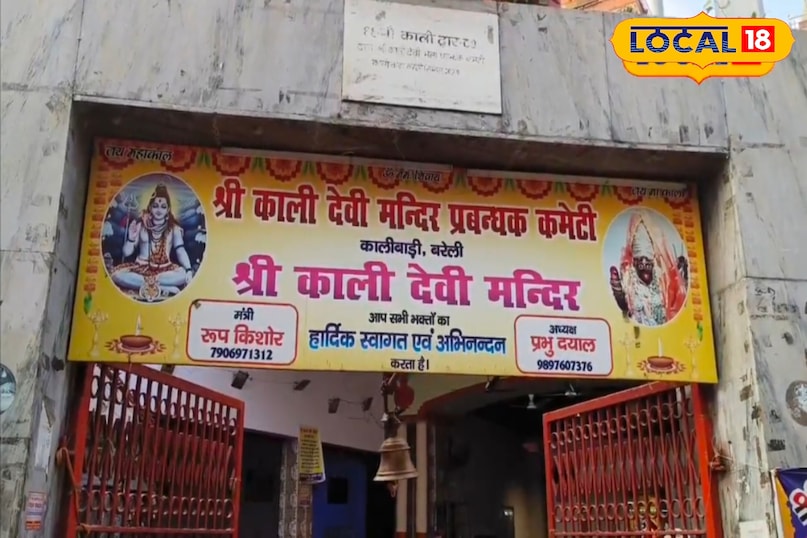 LOCAL 18
श्री काली द्वार
जय महाकाल
जय माँ काली
श्री काली देवी मन्दिर प्रबन्धक कमेटी
कालीबाड़ी, बरेली
श्री काली देवी मन्दिर
आप सभी भक्तों का
हार्दिक स्वागत एवं अभिनन्दन
करता है।
मंत्री
रूप किशोर
7906971312
अध्यक्ष
प्रभु दयाल
9897607376